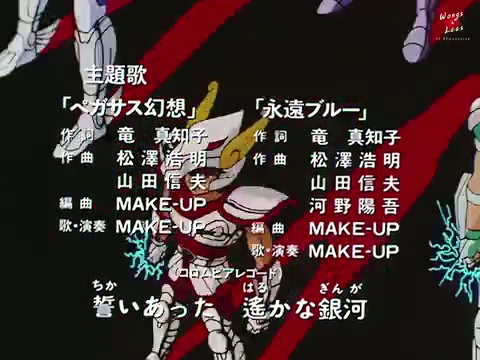 Wongs
&
Lees
主題歌
「ペガサス幻想」
作詞 竜 真知子
作曲 松澤浩明
山田信夫
編曲 MAKE-UP
歌・演奏 MAKE-UP
「永遠ブルー」
作詞 竜 真知子
作曲 松澤浩明
山田信夫
河野陽吾
編曲 MAKE-UP
歌・演奏 MAKE-UP
(コロムビアレコード)
ちか はる ぎんが
誓いあった 遙かな銀河